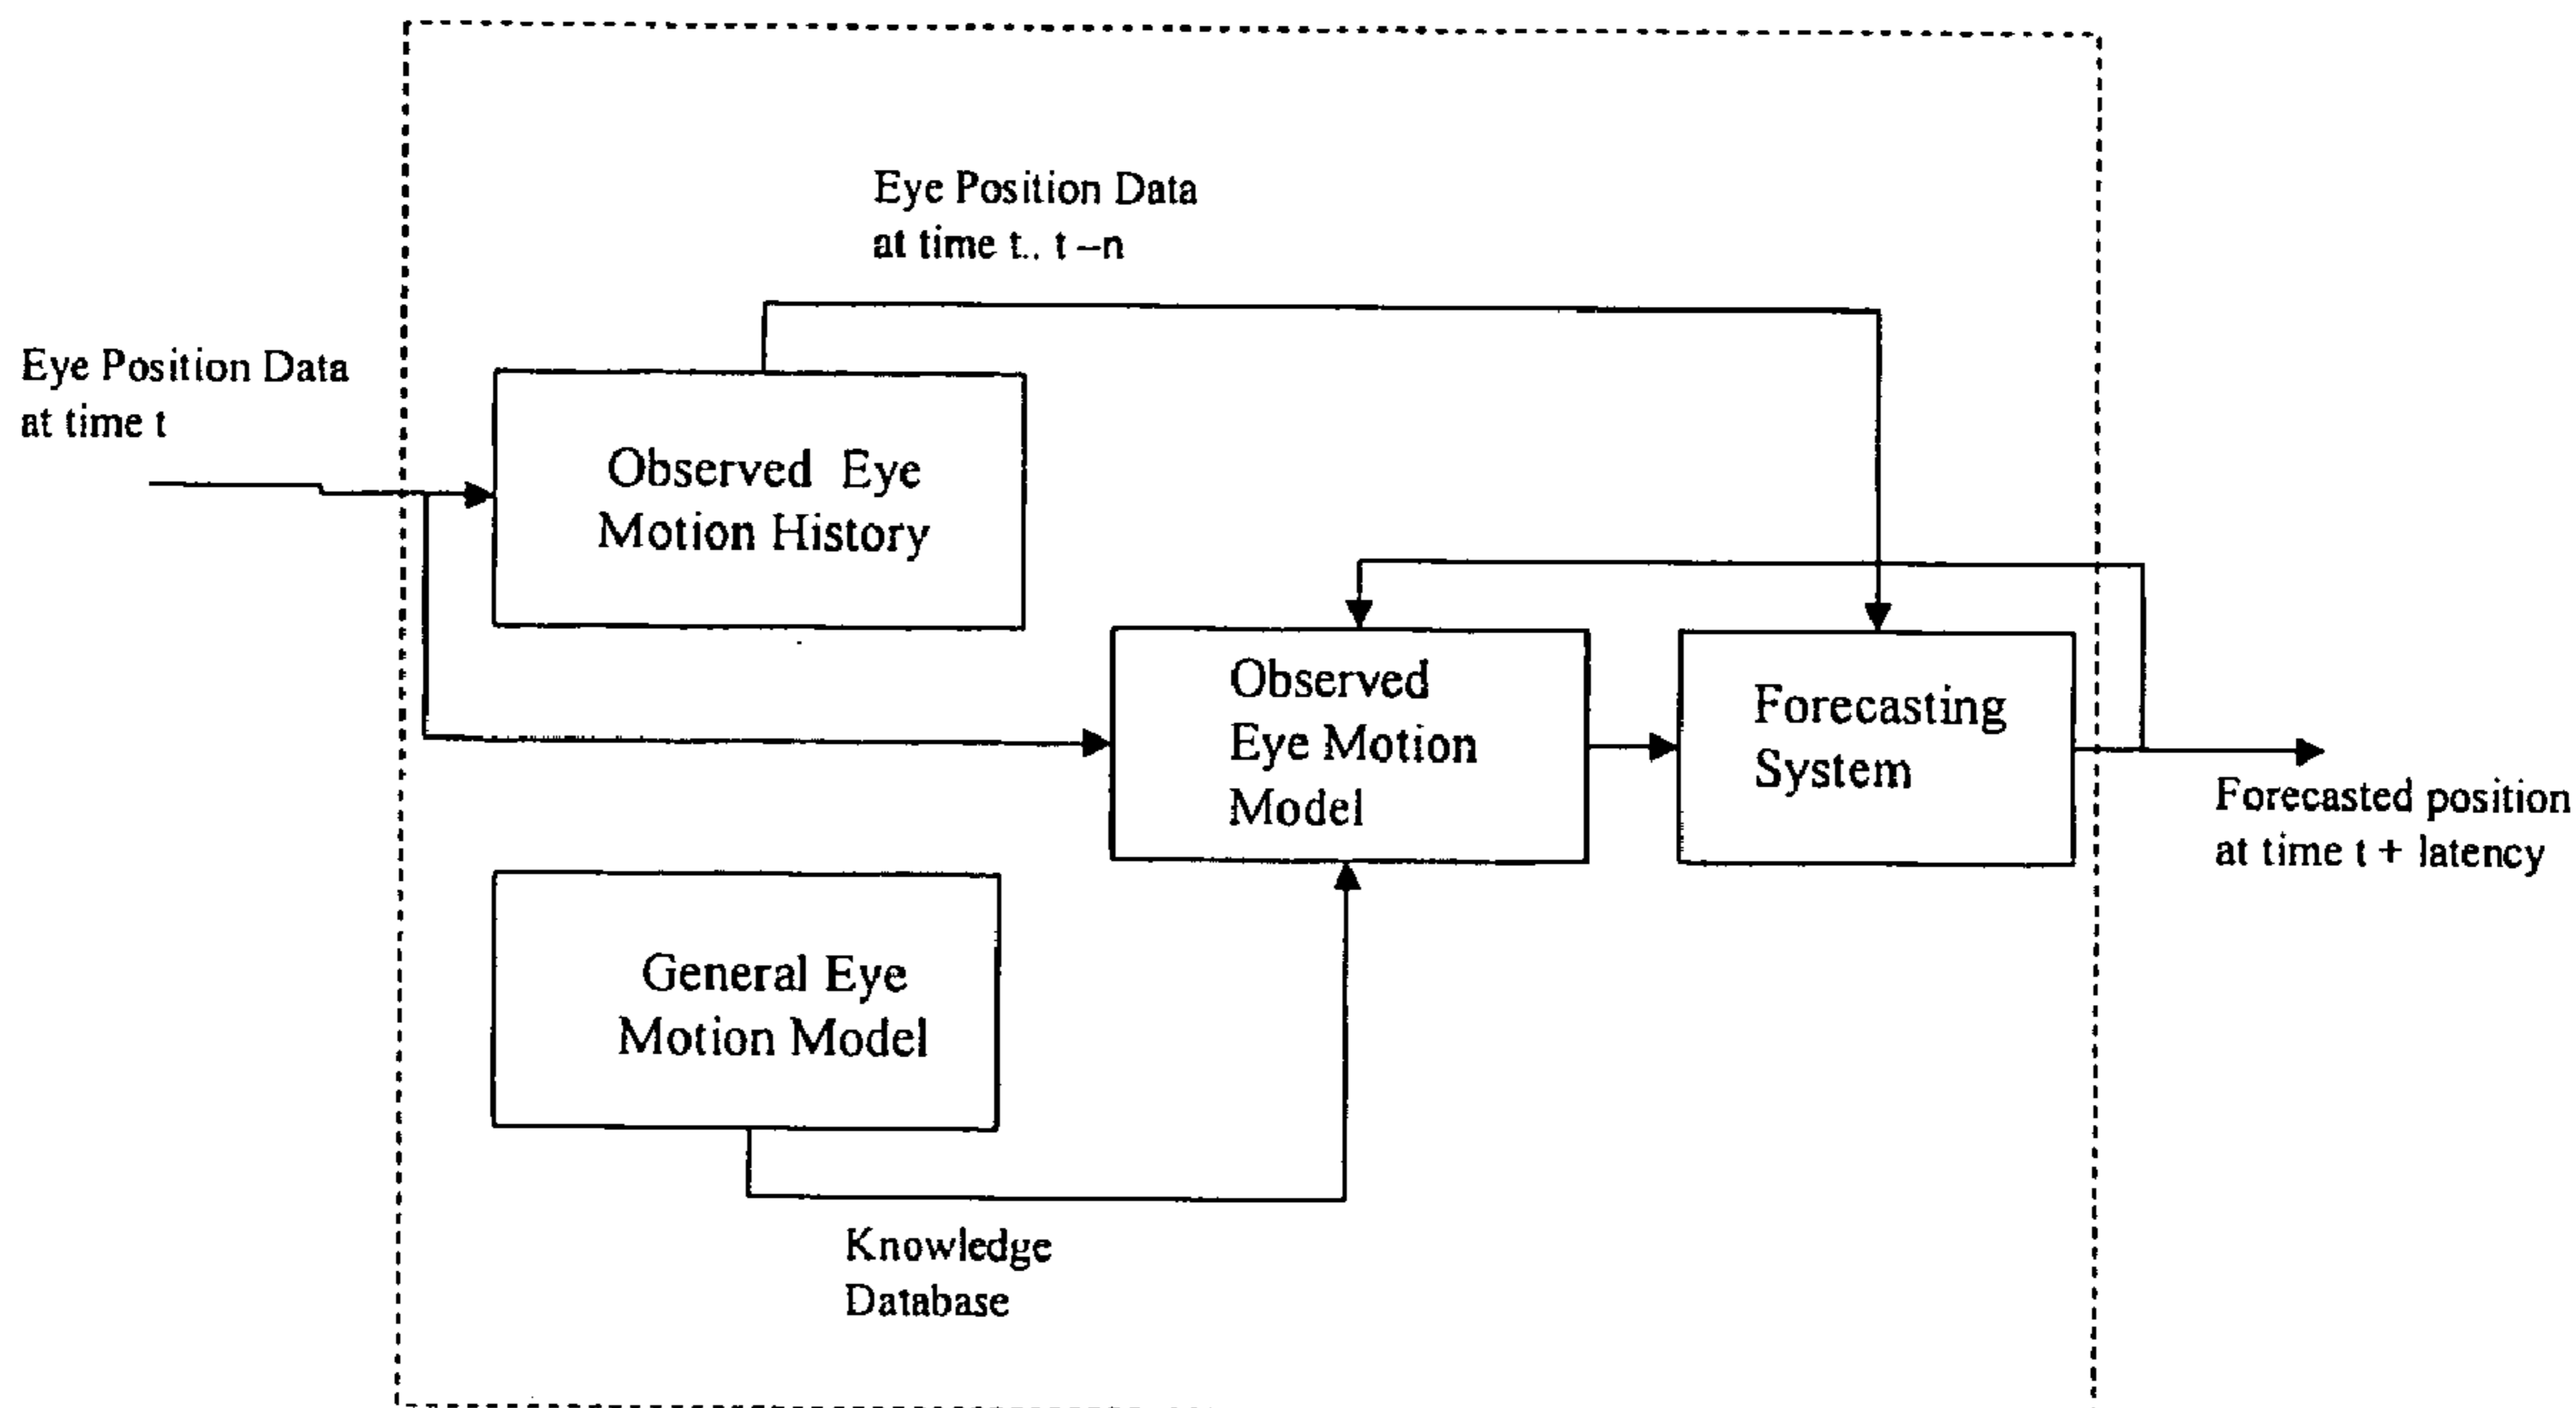 Eye Position Data
at time t.. t –n
Eye Position Data
at time t
Observed Eye
Motion History
Observed
Eye Motion
Model
Forecasting
System
Forecasted position
at time t + latency
General Eye
Motion Model
Knowledge
Database